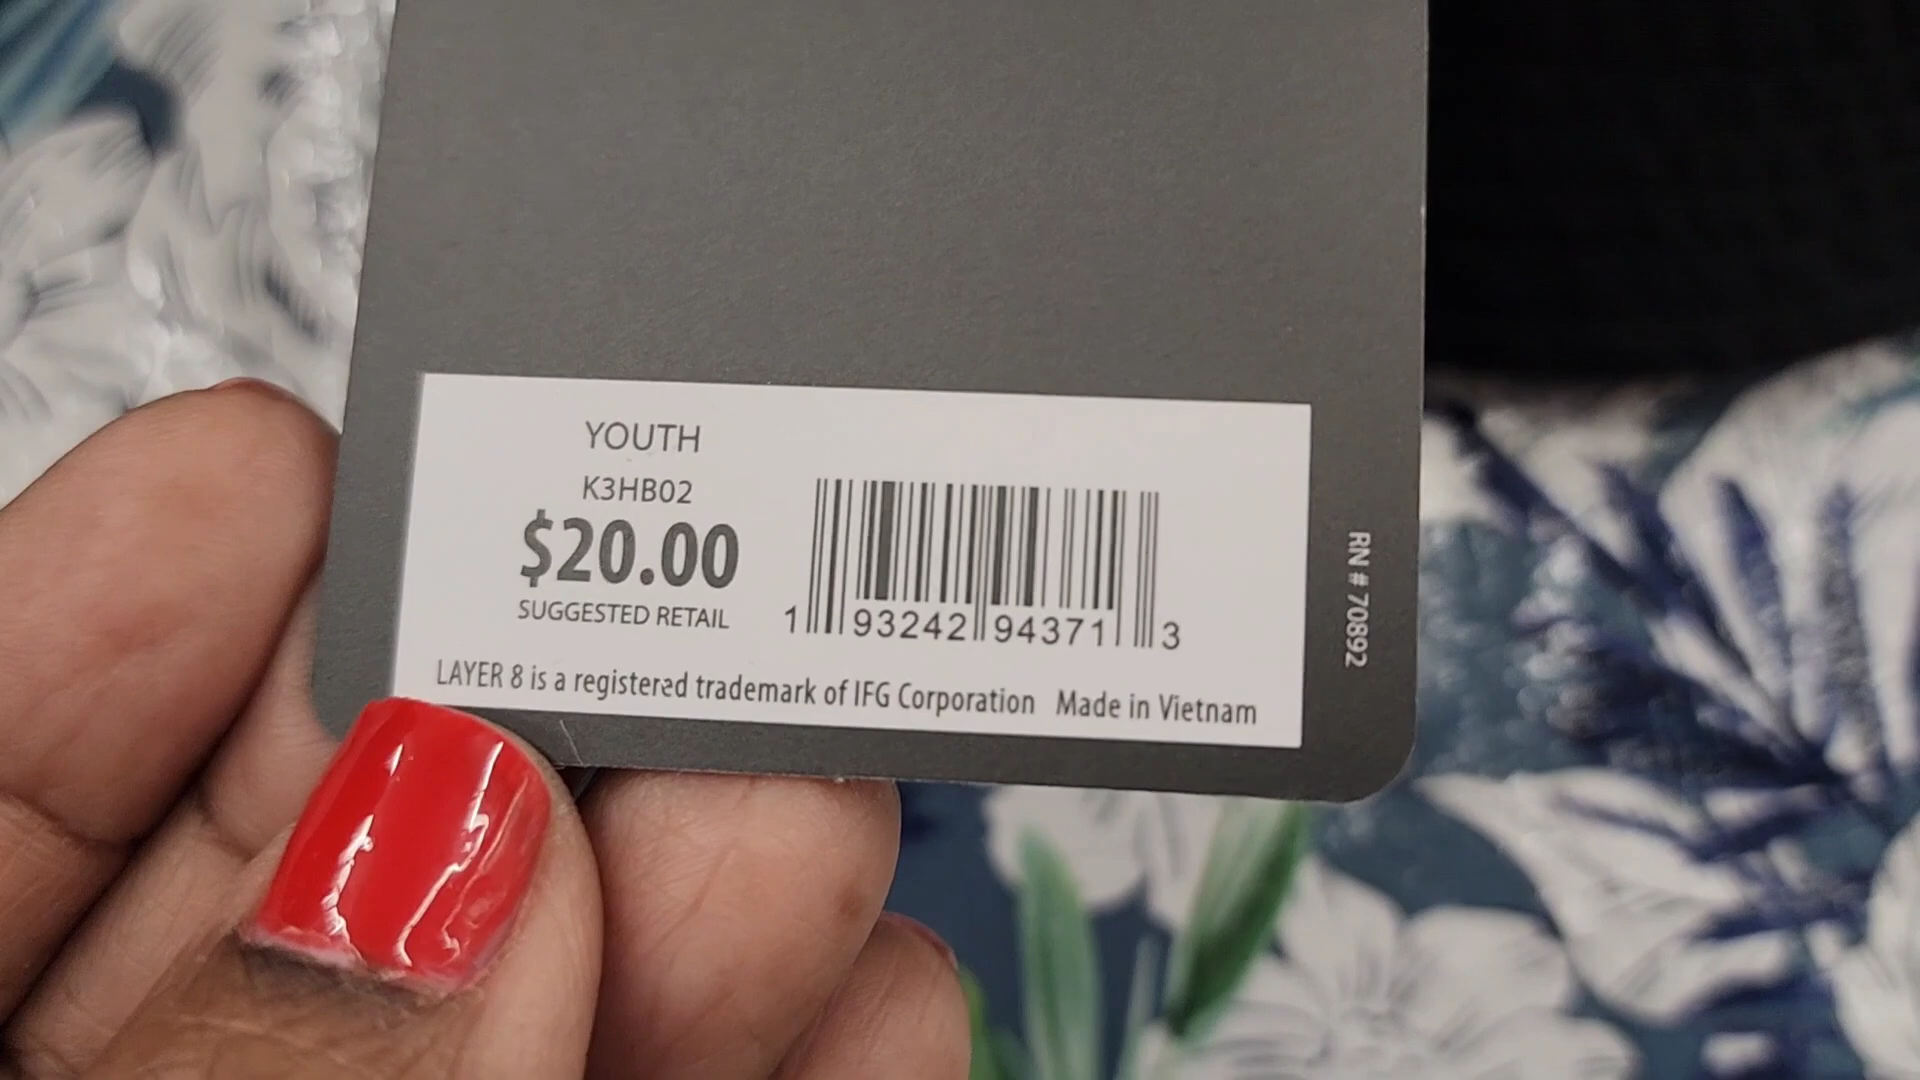 YOUTH
K3HB02
$20.00
SUGGESTED RETAIL
1 93242 94371 3
LAYER 8 is a registered trademark of IFG Corporation Made in Vietnam
RN # 70892